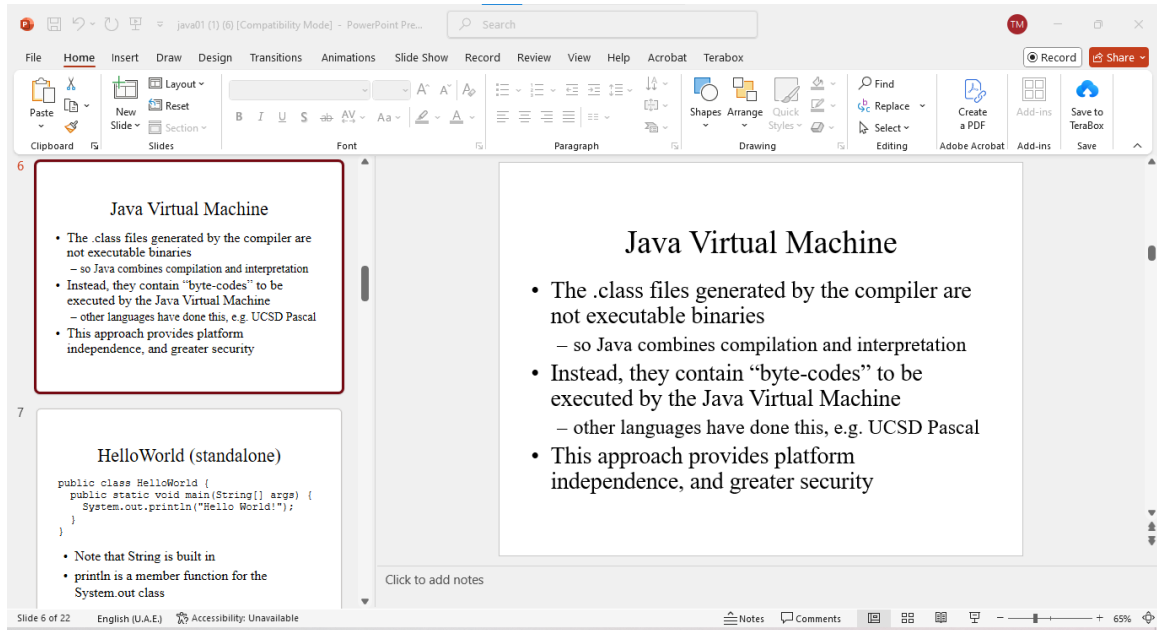 java01 (1) (6) [Compatibility Mode] - PowerPoint Pre...
Search
TM
File Home Insert Draw Design Transitions Animations Slide Show Record Review View Help Acrobat Terabox
Record Share
Paste
New
Slide
Layout
Reset
Section
B I U S ab AV Aa A
A A A
Shapes Arrange Quick
Styles
Find
Replace
Select
Create
a PDF
Add-ins
Save to
TeraBox
Clipboard Slides Font Paragraph Drawing Editing Adobe Acrobat Add-ins Save
6
Java Virtual Machine
• The .class files generated by the compiler are
not executable binaries
– so Java combines compilation and interpretation
• Instead, they contain “byte-codes” to be
executed by the Java Virtual Machine
– other languages have done this, e.g. UCSD Pascal
• This approach provides platform
independence, and greater security
7
HelloWorld (standalone)
public class HelloWorld {
public static void main(String[] args) {
System.out.println("Hello World!");
}
}
• Note that String is built in
• println is a member function for the
System.out class
Java Virtual Machine
• The .class files generated by the compiler are
not executable binaries
– so Java combines compilation and interpretation
• Instead, they contain “byte-codes” to be
executed by the Java Virtual Machine
– other languages have done this, e.g. UCSD Pascal
• This approach provides platform
independence, and greater security
Click to add notes
Slide 6 of 22 English (U.A.E.) Accessibility: Unavailable Notes Comments 65%